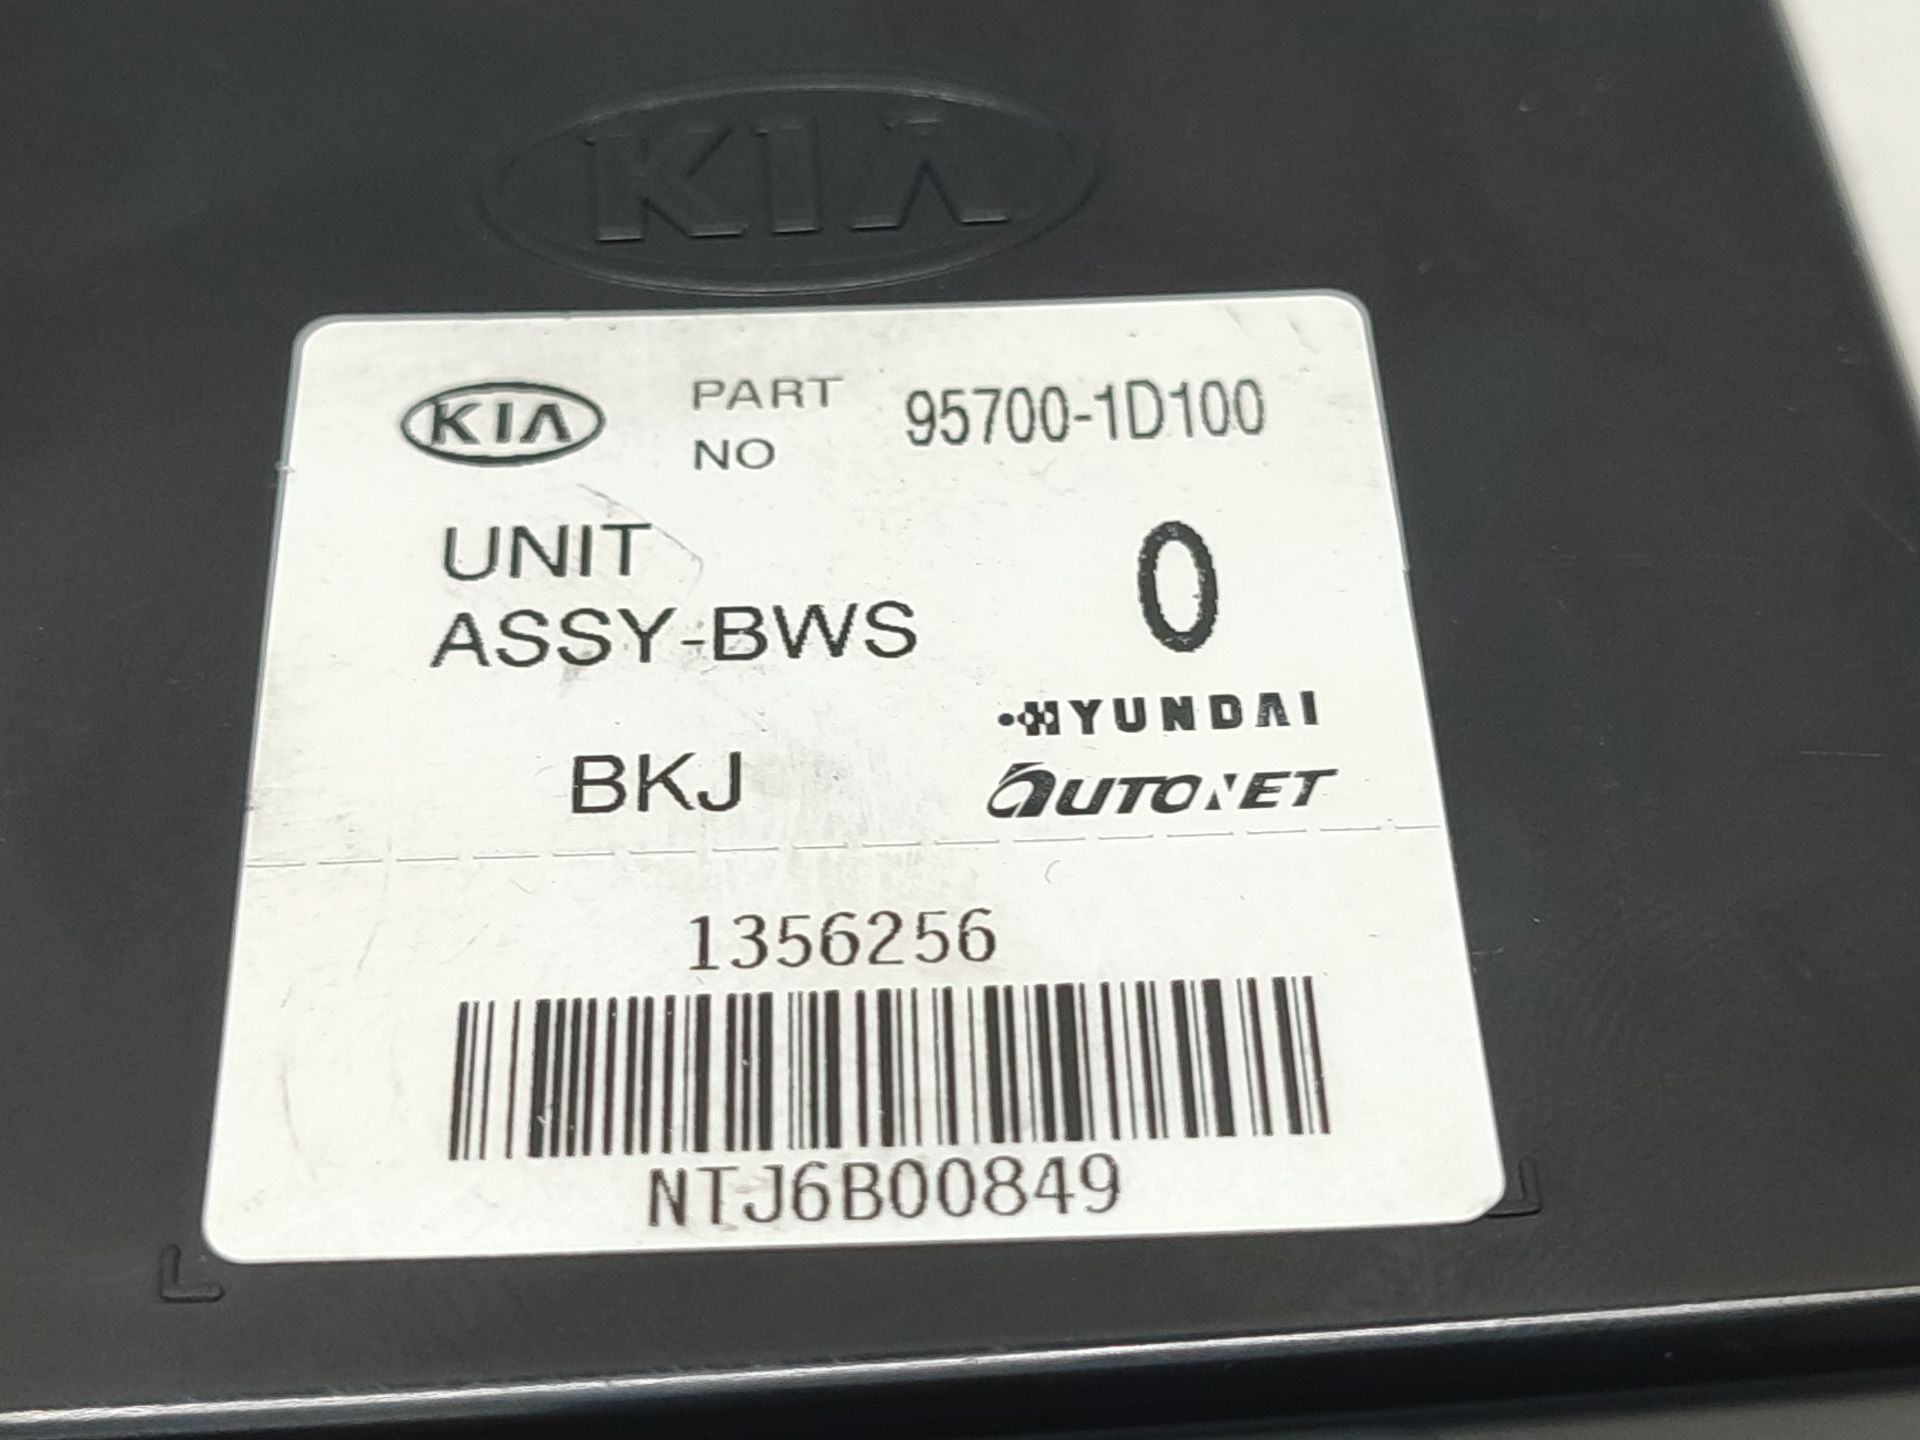 KIA
KIA PART NO 95700-1D100
UNIT
ASSY-BWS
0
BKJ
HYUNDAI
AUTONET
1356256
NTJ6B00849